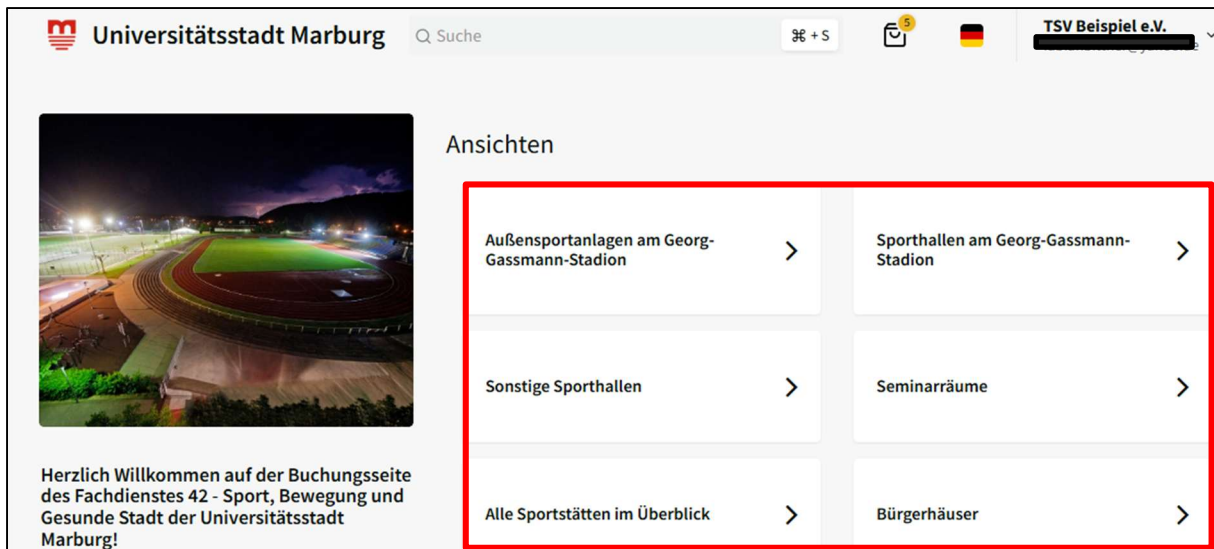 Universitätsstadt Marburg
Suche
⌘ + S
5
TSV Beispiel e.V.
Ansichten
Außensportanlagen am Georg-
Gassmann-Stadion
Sporthallen am Georg-Gassmann-
Stadion
Sonstige Sporthallen
Seminarräume
Alle Sportstätten im Überblick
Bürgerhäuser
Herzlich Willkommen auf der Buchungsseite
des Fachdienstes 42 - Sport, Bewegung und
Gesunde Stadt der Universitätsstadt
Marburg!